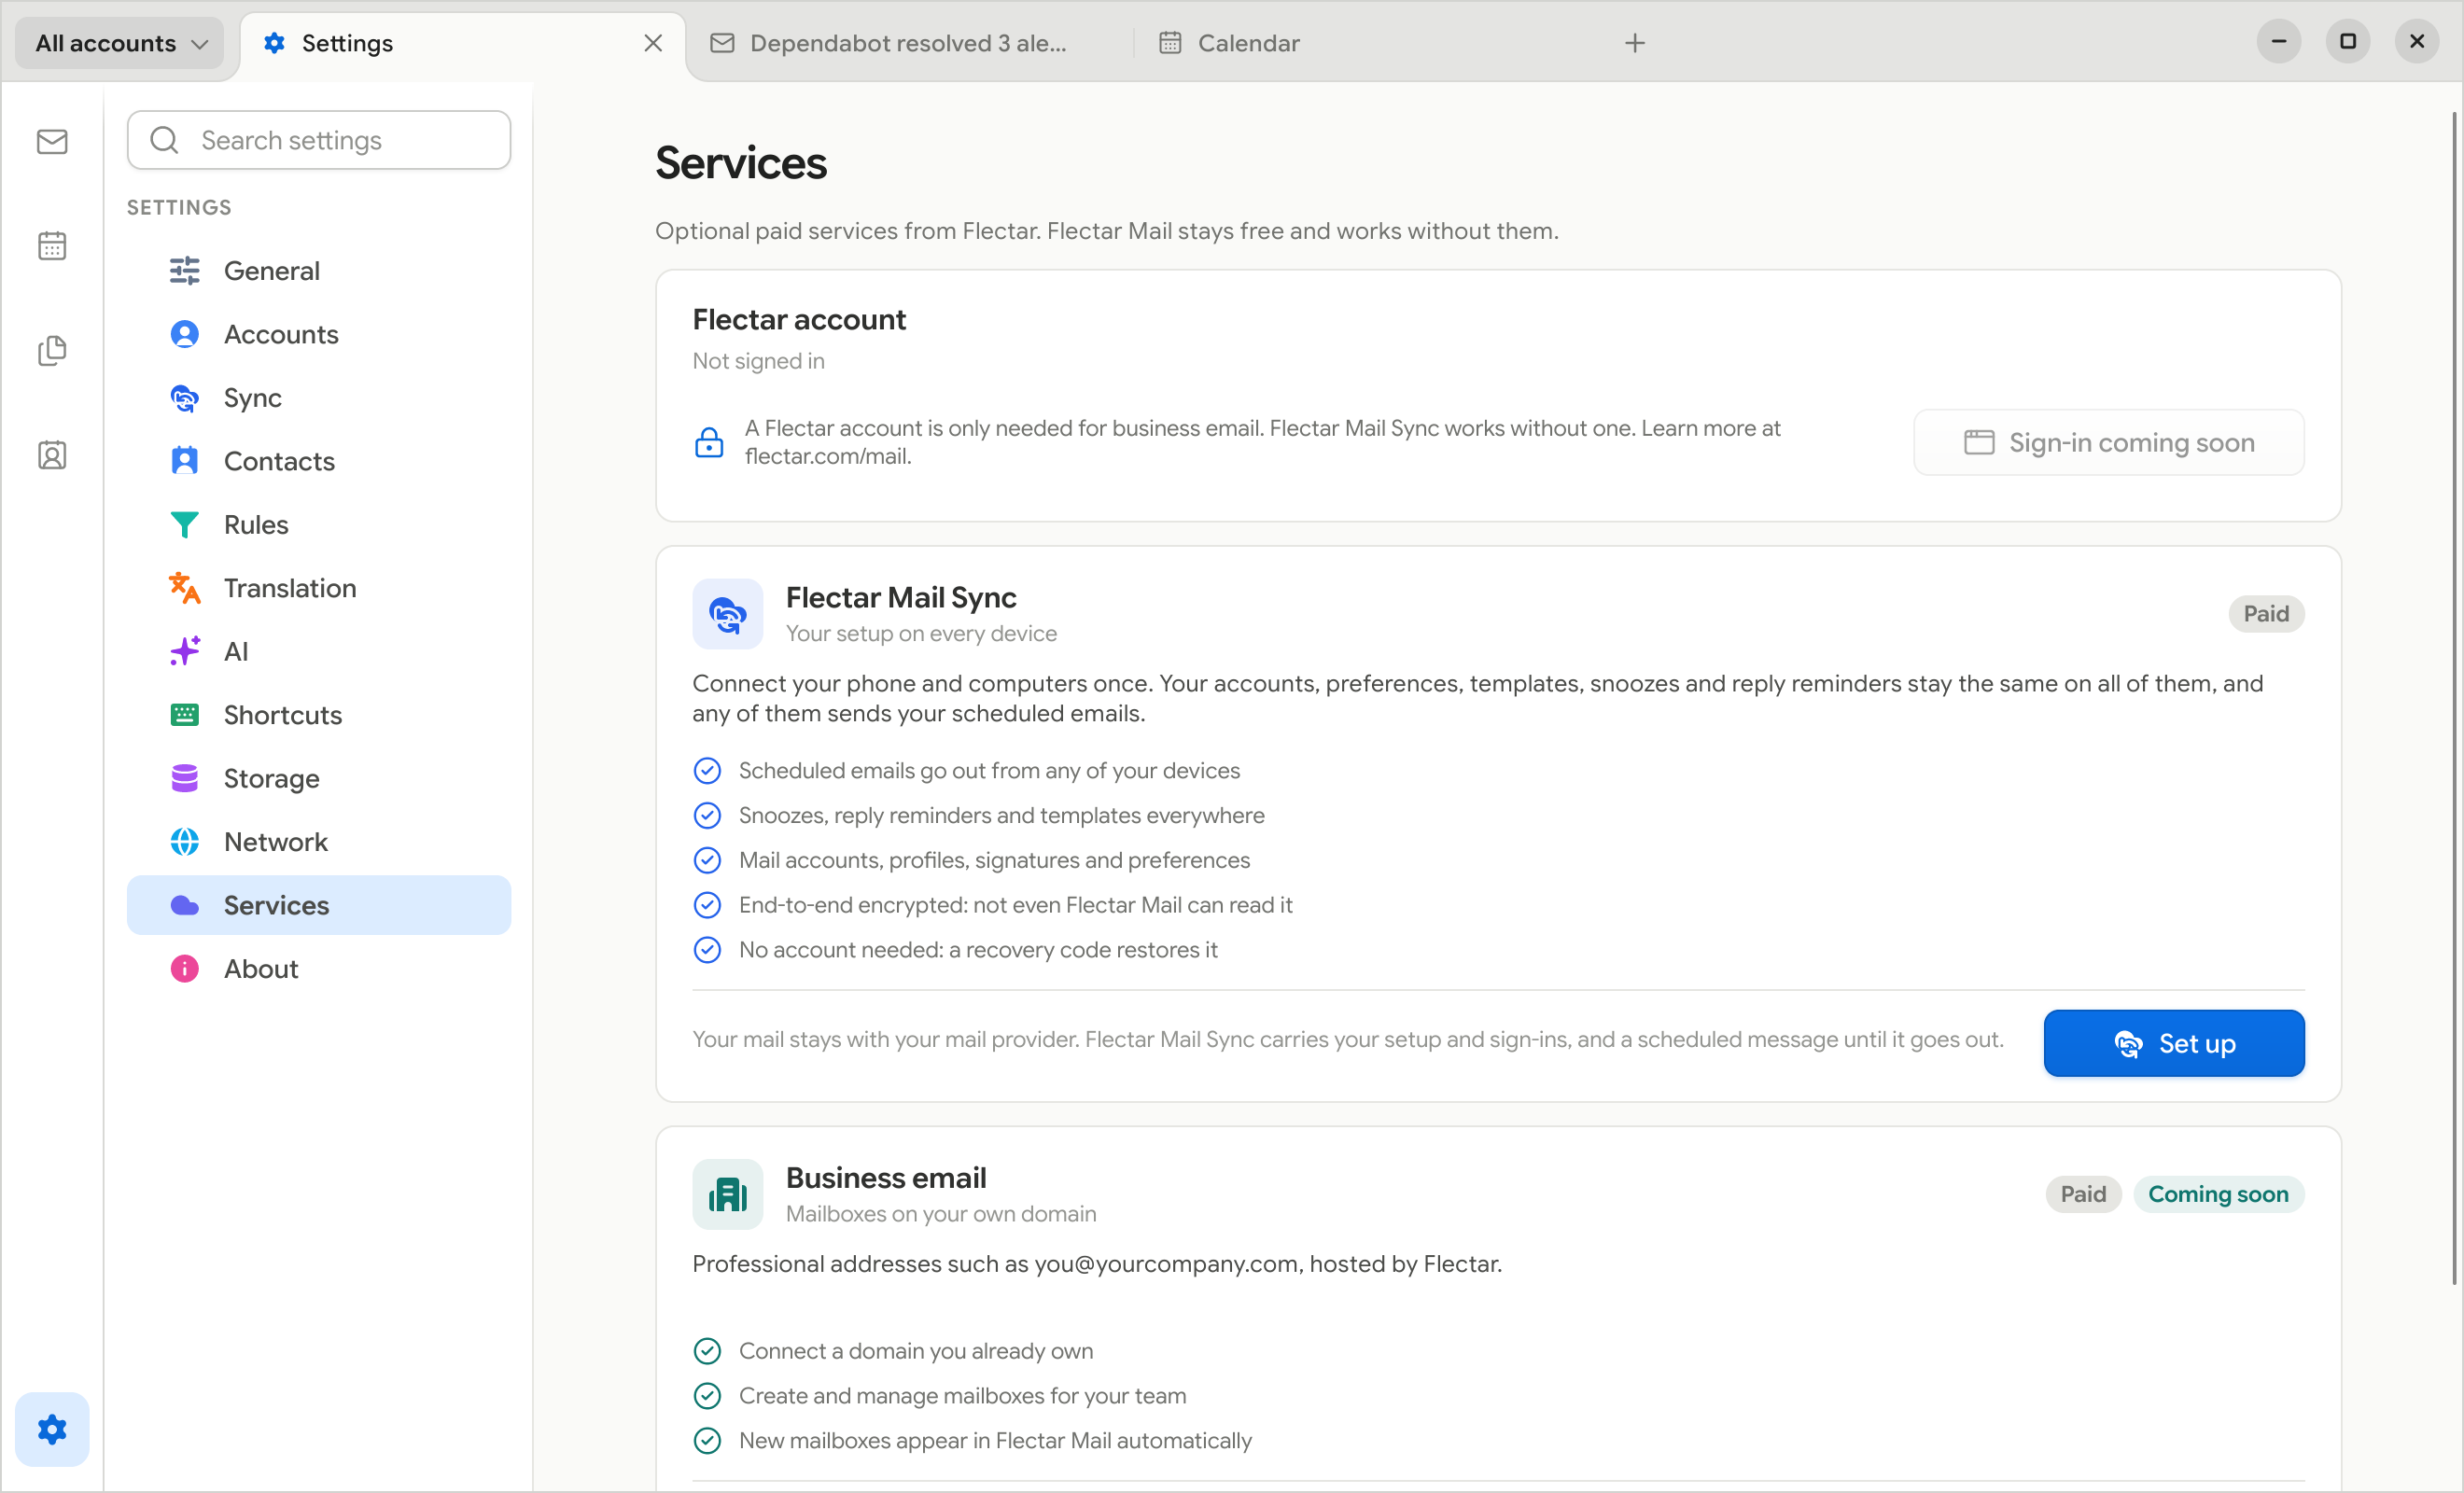 All accounts
Settings
Dependabot resolved 3 ale...
Calendar
Search settings
SETTINGS
General
Accounts
Sync
Contacts
Rules
Translation
AI
Shortcuts
Storage
Network
Services
About
Services
Optional paid services from Flectar. Flectar Mail stays free and works without them.
Flectar account
Not signed in
A Flectar account is only needed for business email. Flectar Mail Sync works without one. Learn more at
flectar.com/mail.
Sign-in coming soon
Flectar Mail Sync
Your setup on every device
Paid
Connect your phone and computers once. Your accounts, preferences, templates, snoozes and reply reminders stay the same on all of them, and
any of them sends your scheduled emails.
Scheduled emails go out from any of your devices
Snoozes, reply reminders and templates everywhere
Mail accounts, profiles, signatures and preferences
End-to-end encrypted: not even Flectar Mail can read it
No account needed: a recovery code restores it
Your mail stays with your mail provider. Flectar Mail Sync carries your setup and sign-ins, and a scheduled message until it goes out.
Set up
Business email
Mailboxes on your own domain
Paid
Coming soon
Professional addresses such as you@yourcompany.com, hosted by Flectar.
Connect a domain you already own
Create and manage mailboxes for your team
New mailboxes appear in Flectar Mail automatically